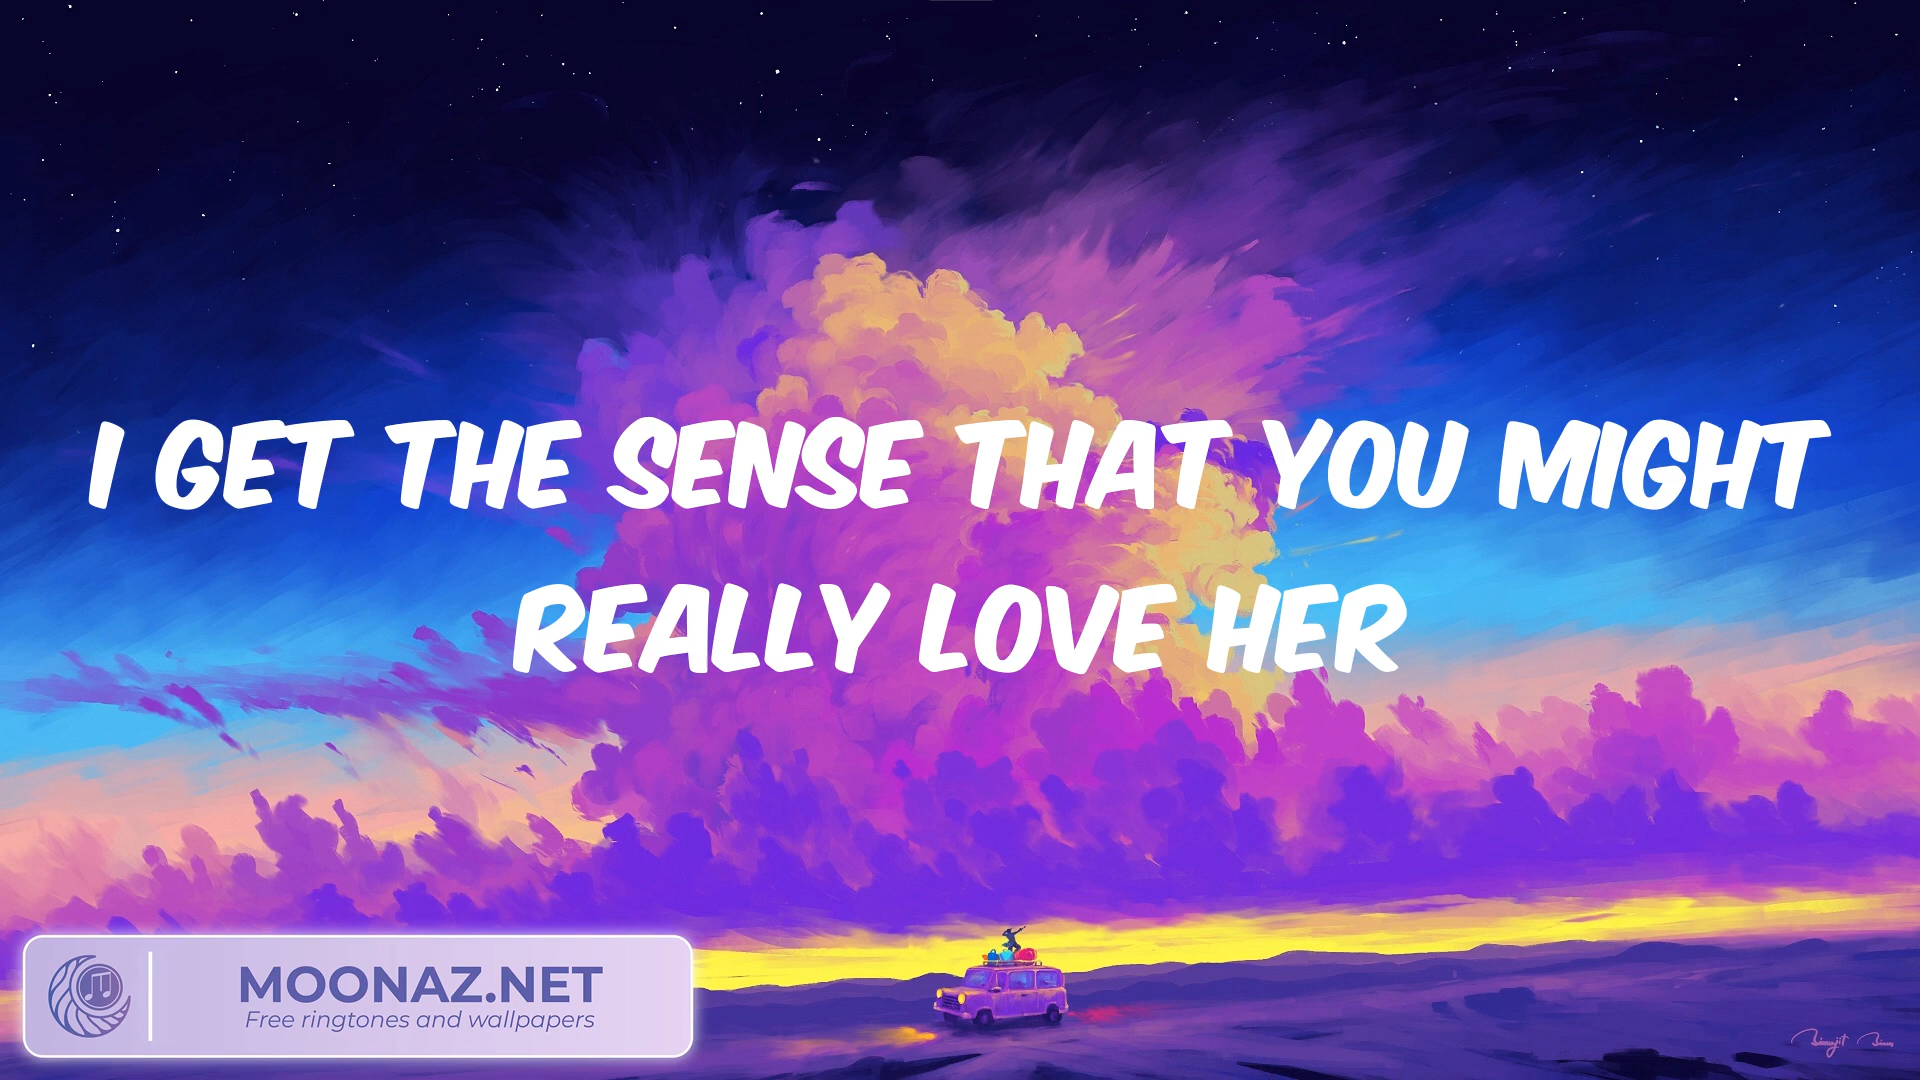 I GET THE SENSE THAT YOU MIGHT
REALLY LOVE HER
MOONAZ.NET
Free ringtones and wallpapers